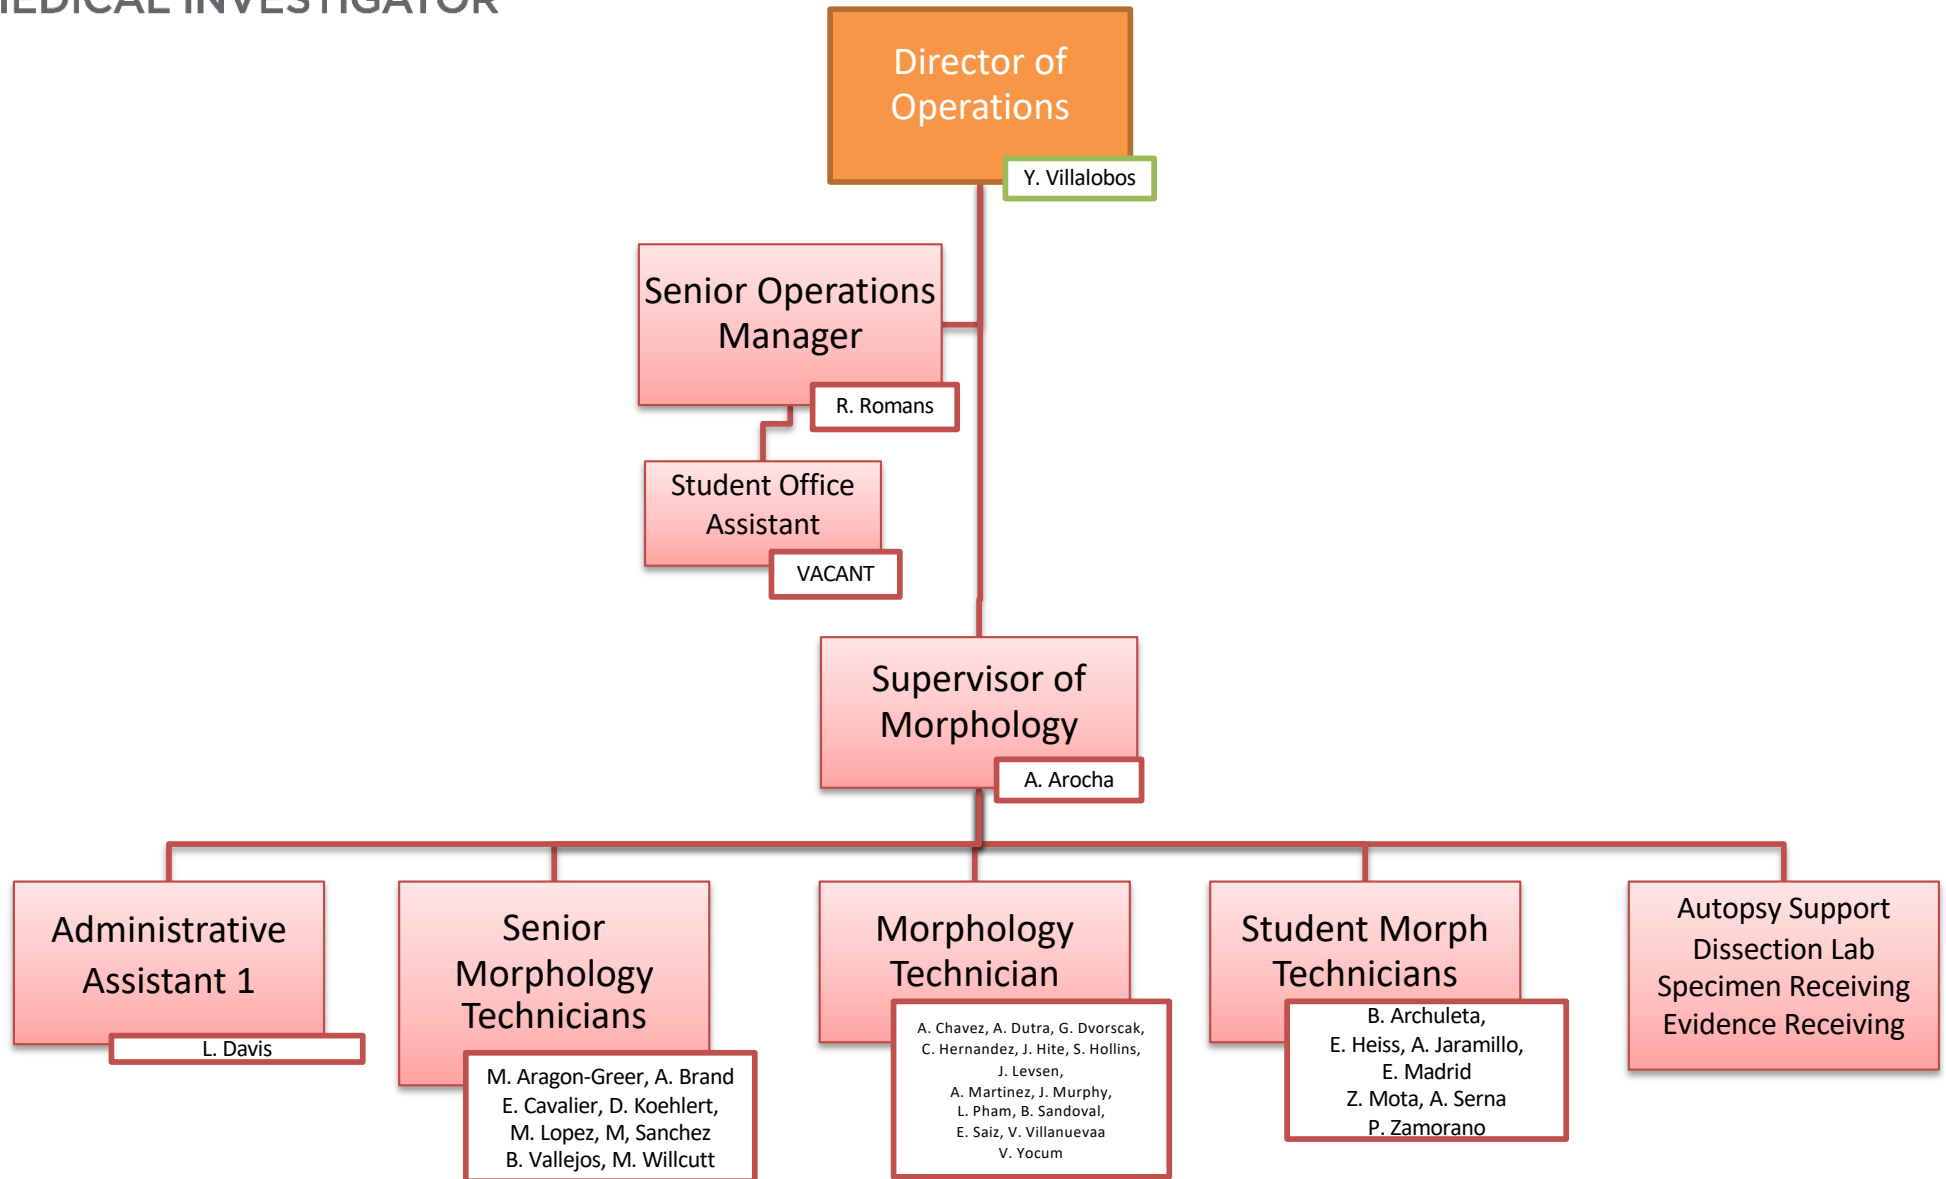 MEDICAL INVESTIGATOR
Director of
Operations
Y. Villalobos
Senior Operations
Manager
R. Romans
Student Office
Assistant
VACANT
Supervisor of
Morphology
A. Arocha
Administrative
Assistant 1
L. Davis
Senior
Morphology
Technicians
M. Aragon-Greer, A. Brand
E. Cavalier, D. Koehlert,
M. Lopez, M, Sanchez
B. Vallejos, M. Willcutt
Morphology
Technician
A. Chavez, A. Dutra, G. Dvorscak,
C. Hernandez, J. Hite, S. Hollins,
J. Levsen,
A. Martinez, J. Murphy,
L. Pham, B. Sandoval,
E. Saiz, V. Villanuevaa
V. Yocum
Student Morph
Technicians
B. Archuleta,
E. Heiss, A. Jaramillo,
E. Madrid
Z. Mota, A. Serna
P. Zamorano
Autopsy Support
Dissection Lab
Specimen Receiving
Evidence Receiving